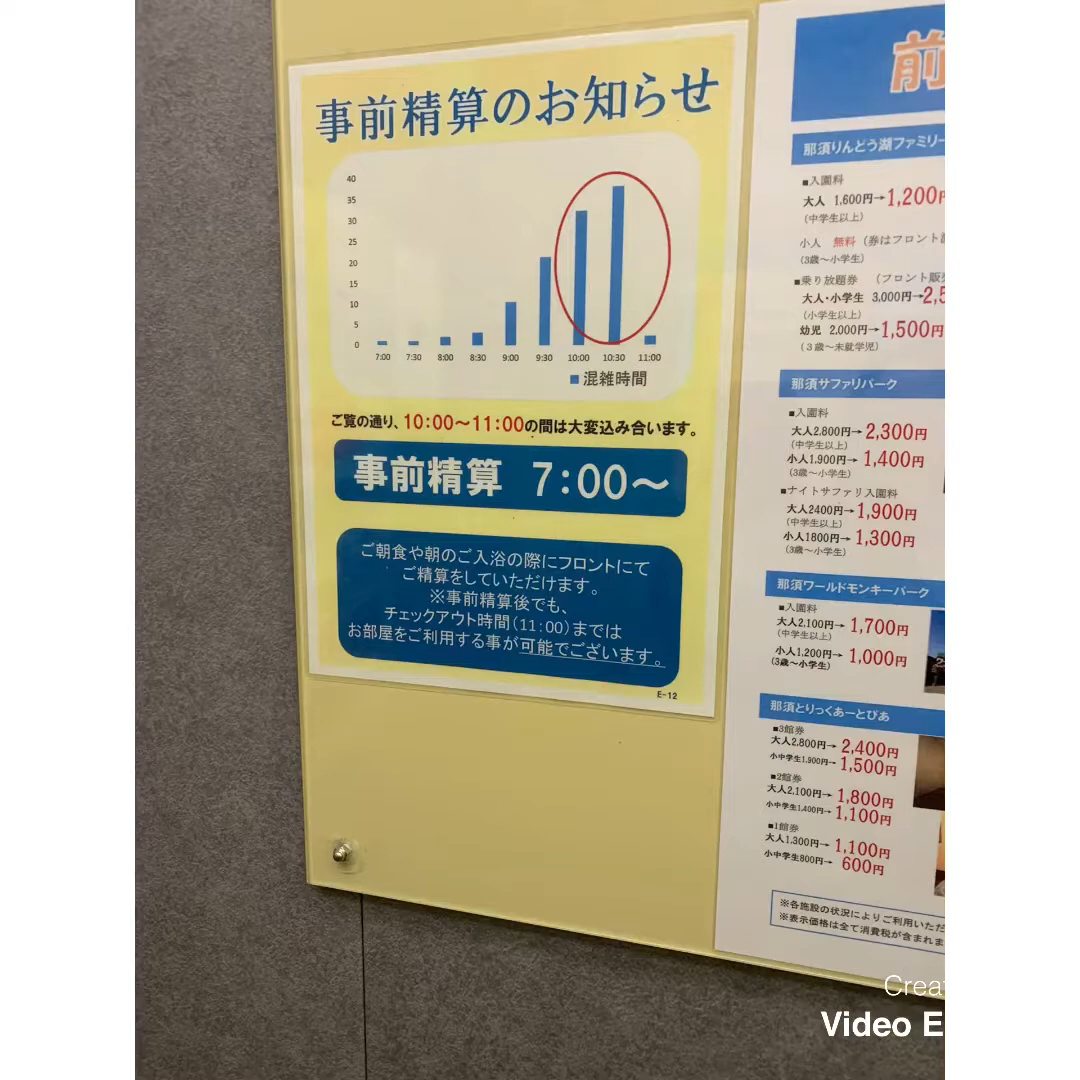 事前精算のお知らせ
40
35
30
25
20
15
10
5
0
7:00 7:30 8:00 8:30 9:00 9:30 10:00 10:30 11:00
■混雑時間
ご覧の通り、10:00～11:00の間は大変込み合います。
事前精算 7:00～
ご朝食や朝のご入浴の際にフロントにて
ご精算をしていただけます。
※事前精算後でも、
チェックアウト時間(11:00)までは
お部屋をご利用する事が可能でございます。
E-12
前
那須りんどう湖ファミリー
■入園料
大人 1,600円→1,200円
(中学生以上)
小人 無料 (券はフロント
(3歳～小学生)
■乗り放題券 (フロント販売
大人・小学生 3,000円→2,5
(小学生以上)
幼児 2,000円→1,500円
(3歳～未就学児)
那須サファリパーク
■入園料
大人2.800円→2,300円
(中学生以上)
小人1.900円→1,400円
(3歳～小学生)
■ナイトサファリ入園料
大人2400円→1,900円
(中学生以上)
小人1800円→1,300円
(3歳～小学生)
那須ワールドモンキーパーク
■入園料
大人2.100円→1,700円
(中学生以上)
小人1.200円→1,000円
(3歳～小学生)
那須とりっくあーとぴあ
■3館券
大人2.800円→2,400円
小中学生1.900円→1,500円
■2館券
大人2.100円→1,800円
小中学生1,400円→1,100円
■1館券
大人1.300円→1,100円
小中学生800円→600円
※各施設の状況によりご利用いただ
※表示価格は全て消費税が含まれま
Crea
Video E